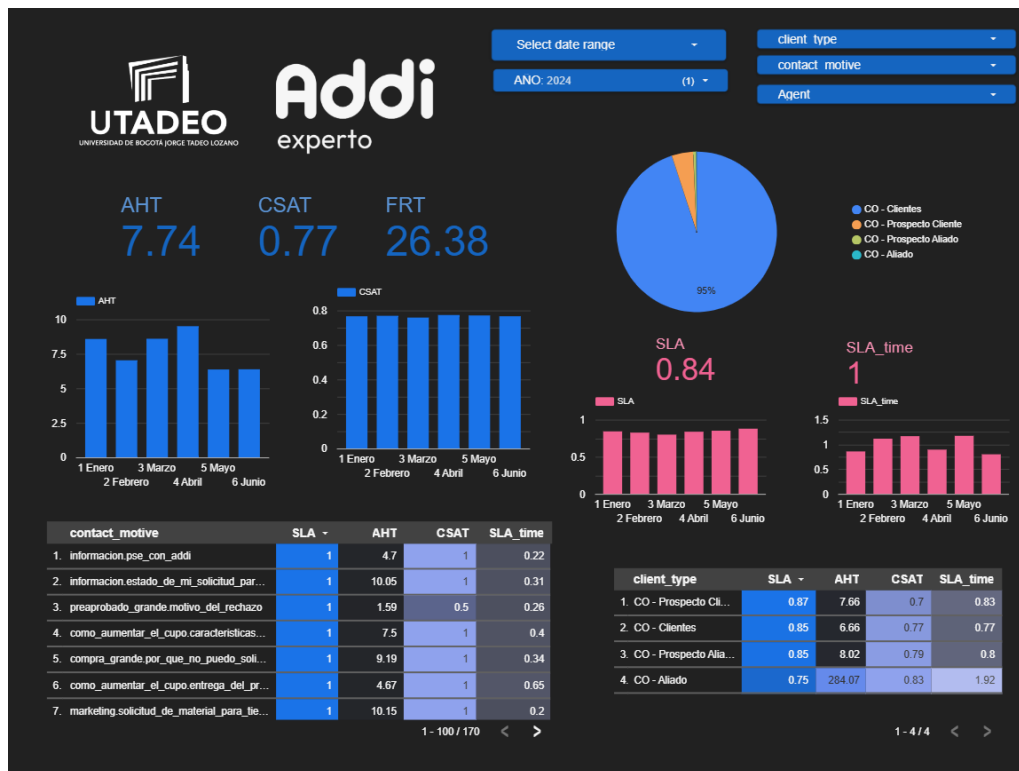 Select date range
ANO: 2024 (1)
client_type
contact_motive
Agent
UTADEO
UNIVERSIDAD DE BOGOTÁ JORGE TADEO LOZANO
Addi
experto
AHT
7.74
CSAT
0.77
FRT
26.38
95%
CO - Clientes
CO - Prospecto Cliente
CO - Prospecto Aliado
CO - Aliado
AHT
10
7.5
5
2.5
0
1 Enero
2 Febrero
3 Marzo
4 Abril
5 Mayo
6 Junio
CSAT
0.8
0.6
0.4
0.2
0
1 Enero
2 Febrero
3 Marzo
4 Abril
5 Mayo
6 Junio
SLA
0.84
SLA_time
1
SLA
1
0.5
0
1 Enero
2 Febrero
3 Marzo
4 Abril
5 Mayo
6 Junio
SLA_time
1.5
1
0.5
0
1 Enero
2 Febrero
3 Marzo
4 Abril
5 Mayo
6 Junio
contact_motive SLA AHT CSAT SLA_time
1. informacion.pse_con_addi 1 4.7 1 0.22
2. informacion.estado_de_mi_solicitud_par... 1 10.05 1 0.31
3. preaprobado_grande.motivo_del_rechazo 1 1.59 0.5 0.26
4. como_aumentar_el_cupo.caracteristicas... 1 7.5 1 0.4
5. compra_grande.por_que_no_puedo_soli... 1 9.19 1 0.34
6. como_aumentar_el_cupo.entrega_del_pr... 1 4.67 1 0.65
7. marketing.solicitud_de_material_para_tie... 1 10.15 1 0.2
1 - 100 / 170 < >
client_type SLA AHT CSAT SLA_time
1. CO - Prospecto Cli... 0.87 7.66 0.7 0.83
2. CO - Clientes 0.85 6.66 0.77 0.77
3. CO - Prospecto Alia... 0.85 8.02 0.79 0.8
4. CO - Aliado 0.75 284.07 0.83 1.92
1 - 4 / 4 < >